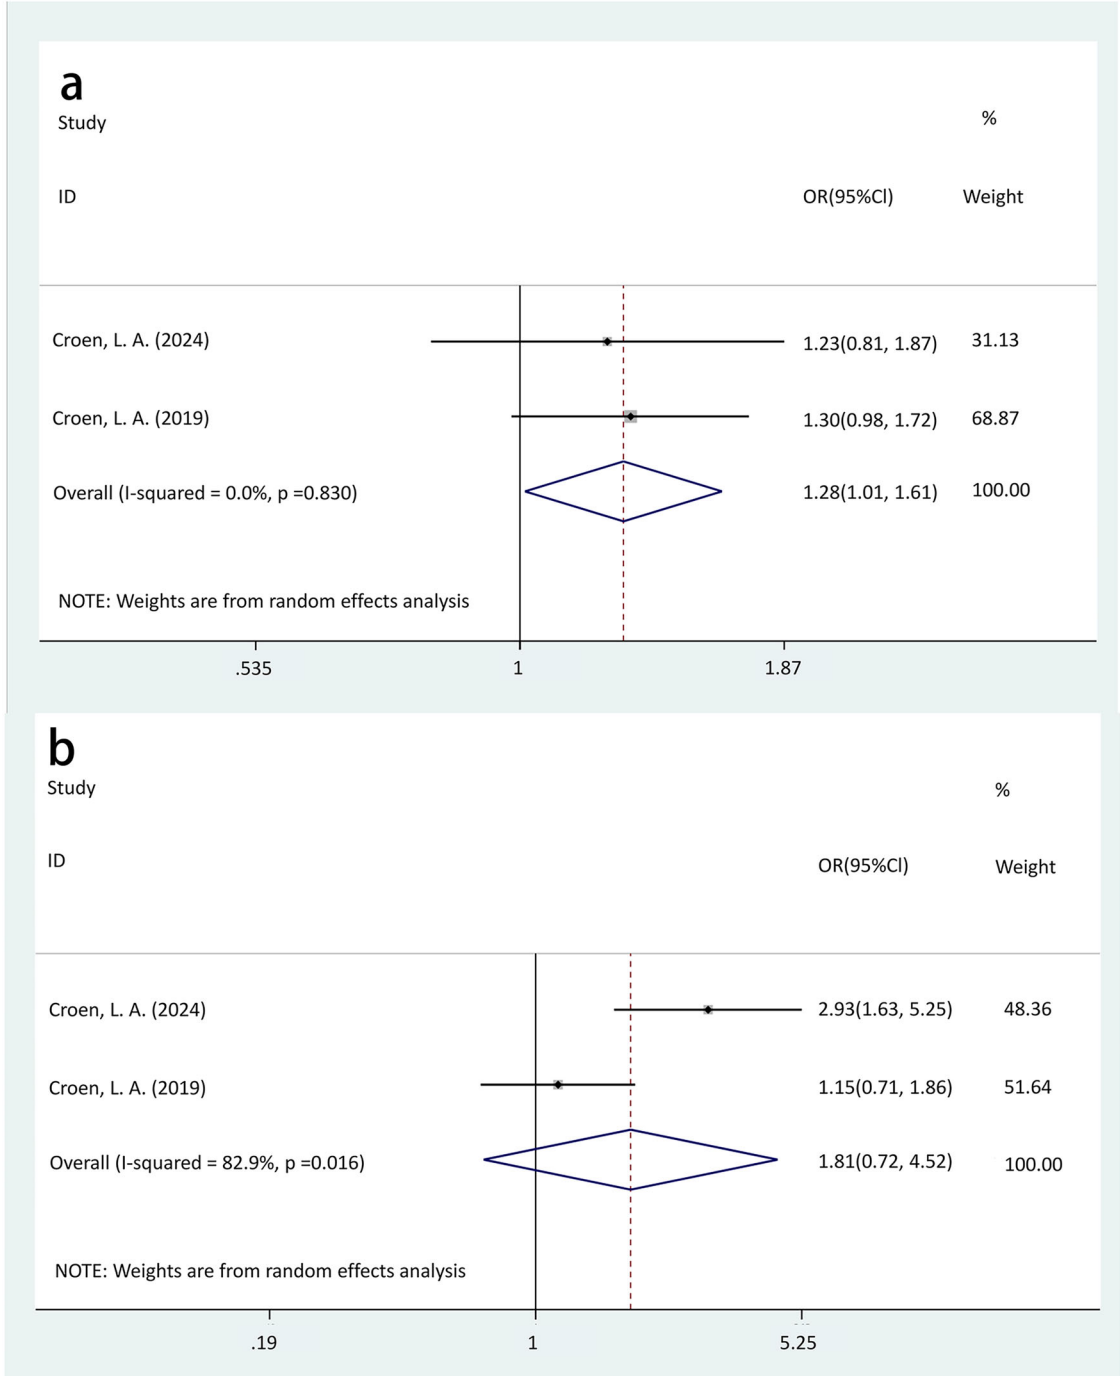 a
Study %
ID OR(95%Cl) Weight
Croen, L. A. (2024) 1.23(0.81, 1.87) 31.13
Croen, L. A. (2019) 1.30(0.98, 1.72) 68.87
Overall (I-squared = 0.0%, p =0.830) 1.28(1.01, 1.61) 100.00
NOTE: Weights are from random effects analysis
.535 1 1.87
b
Study %
ID OR(95%Cl) Weight
Croen, L. A. (2024) 2.93(1.63, 5.25) 48.36
Croen, L. A. (2019) 1.15(0.71, 1.86) 51.64
Overall (I-squared = 82.9%, p =0.016) 1.81(0.72, 4.52) 100.00
NOTE: Weights are from random effects analysis
.19 1 5.25